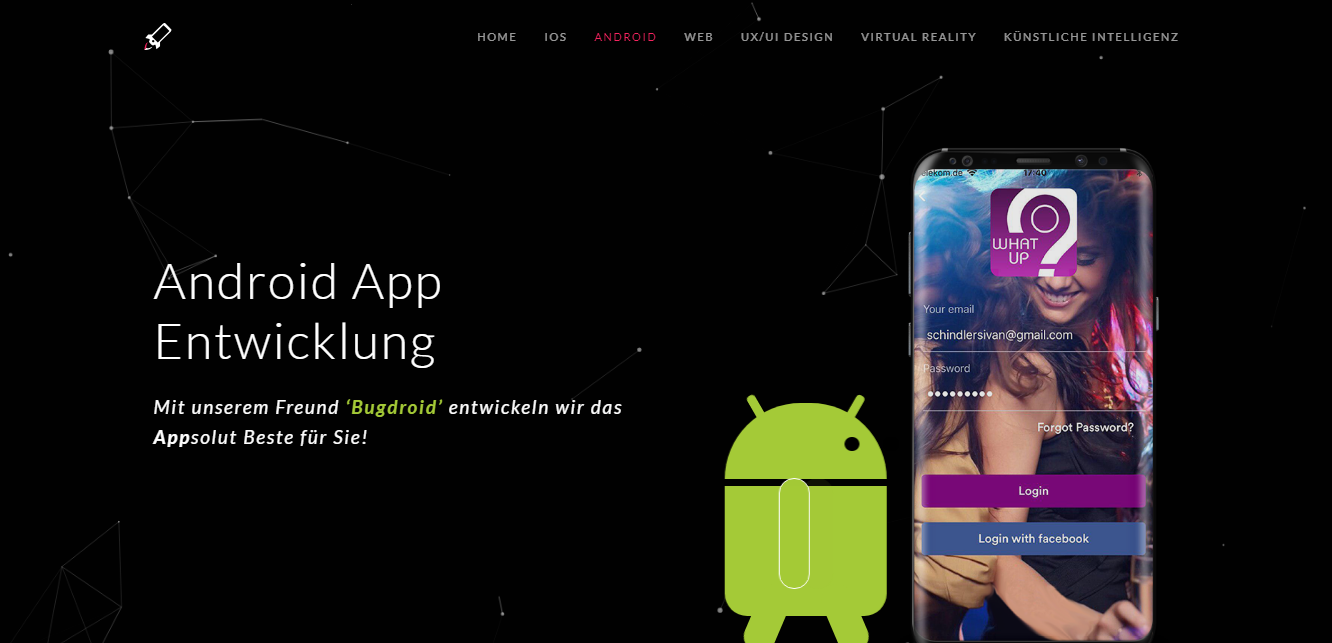 HOME IOS ANDROID WEB UX/UI DESIGN VIRTUAL REALITY KÜNSTLICHE INTELLIGENZ
Android App
Entwicklung
Mit unserem Freund ‘Bugdroid’ entwickeln wir das
Appsolut Beste für Sie!
elekom.de 17:40
WHAT
UP
Your email
schindlersivan@gmail.com
Password
Forgot Password?
Login
Login with facebook